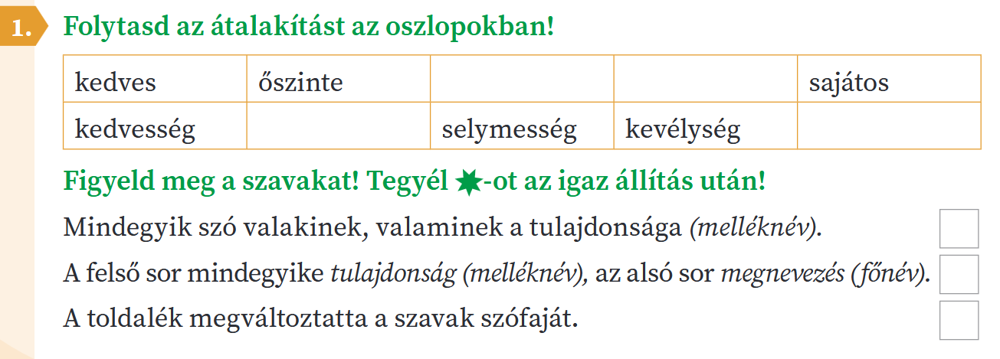 1. Folytasd az átalakítást az oszlopokban!
kedves őszinte sajátos
kedvesség selymesség kevélység
Figyeld meg a szavakat! Tegyél -ot az igaz állítás után!
Mindegyik szó valakinek, valaminek a tulajdonsága (melléknév).
A felső sor mindegyike tulajdonság (melléknév), az alsó sor megnevezés (főnév).
A toldalék megváltoztatta a szavak szófaját.